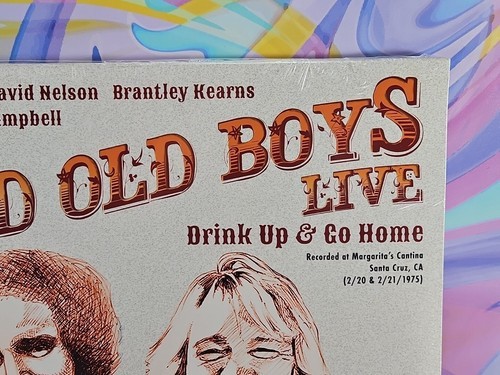 avid Nelson Brantley Kearns
mpbell
D OLD BOYS
LIVE
Drink Up & Go Home
Recorded at Margarita's Cantina
Santa Cruz, CA
(2/20 & 2/21/1975)